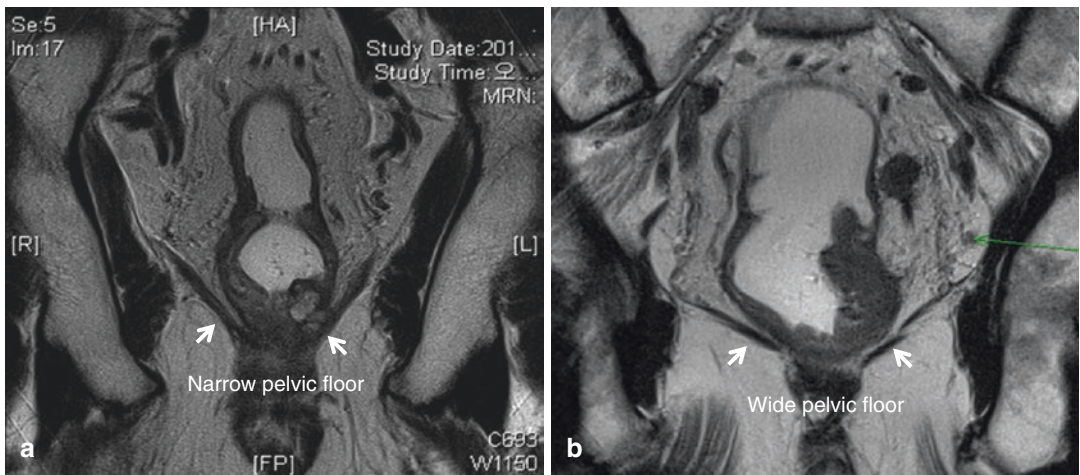 Se:5
Im:17
[HA]
Study Date:201...
Study Time:오...
MRN:
[R]
[L]
Narrow pelvic floor
a
C693
W1150
[FP]
Wide pelvic floor
b